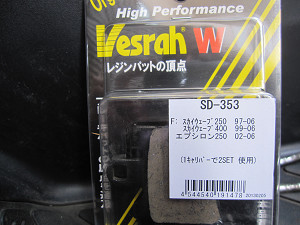 High Performance
Vesrah W
レジンパットの頂点
SD-353
F: スカイウェーブ250 97-06
スカイウェーブ400 99-06
エプシロン250 02-06
(1キャリパーで2SET 使用)
4 544540 191478